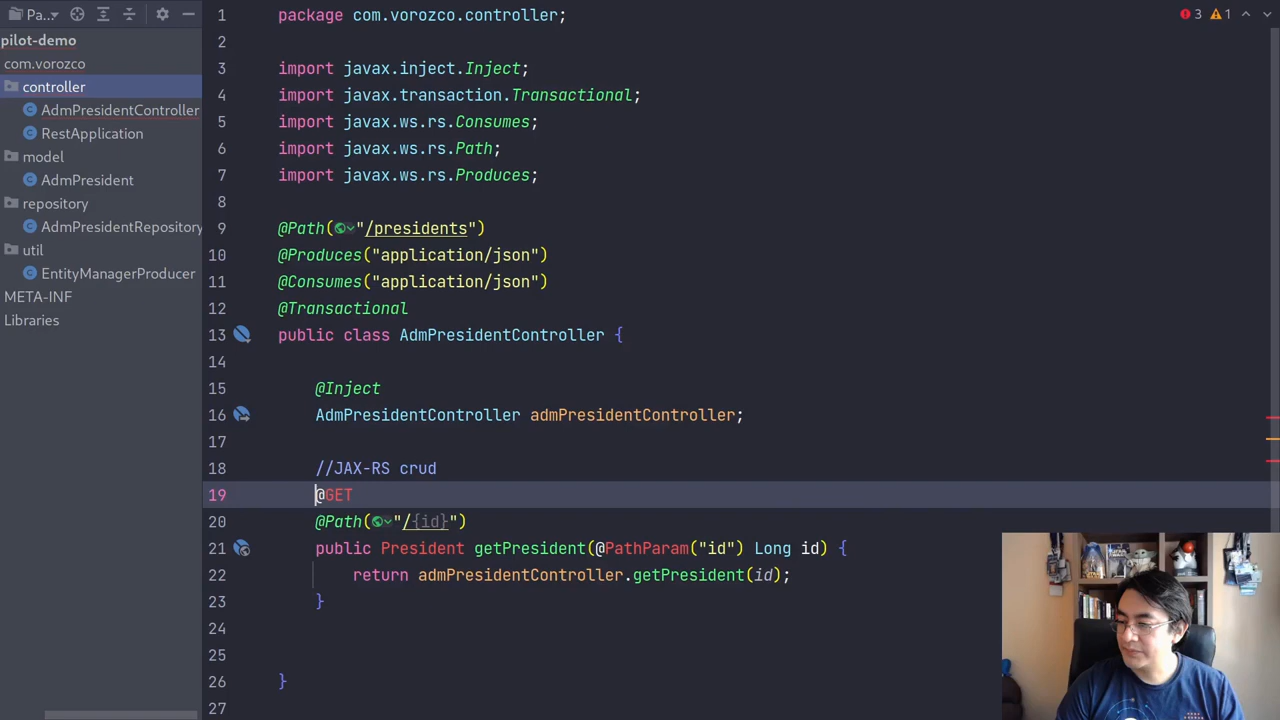 Pa...
pilot-demo
com.vorozco
controller
AdmPresidentController
RestApplication
model
AdmPresident
repository
AdmPresidentRepository
util
EntityManagerProducer
META-INF
Libraries
3 1
1 package com.vorozco.controller;
2
3 import javax.inject.Inject;
4 import javax.transaction.Transactional;
5 import javax.ws.rs.Consumes;
6 import javax.ws.rs.Path;
7 import javax.ws.rs.Produces;
8
9 @Path("/presidents")
10 @Produces("application/json")
11 @Consumes("application/json")
12 @Transactional
13 public class AdmPresidentController {
14
15 @Inject
16 AdmPresidentController admPresidentController;
17
18 //JAX-RS crud
19 @GET
20 @Path("/{id}")
21 public President getPresident(@PathParam("id") Long id) {
22 return admPresidentController.getPresident(id);
23 }
24
25
26 }
27